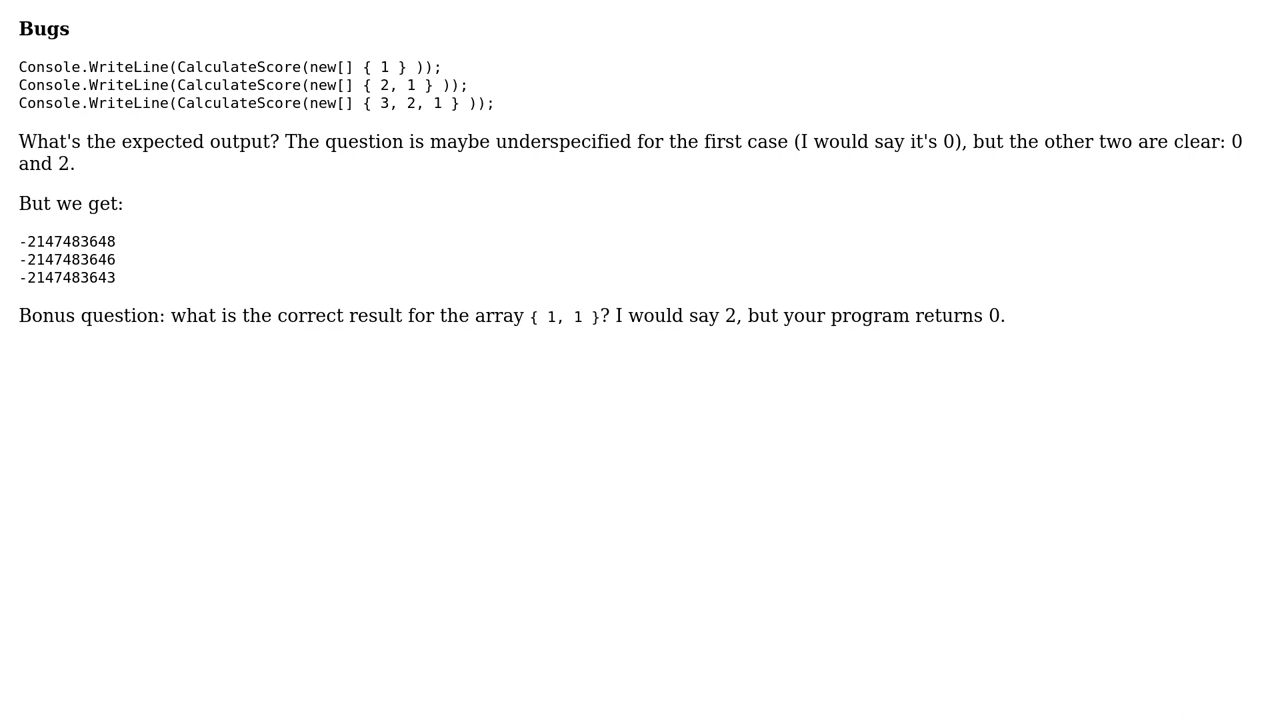 Bugs
Console.WriteLine(CalculateScore(new[] { 1 } ));
Console.WriteLine(CalculateScore(new[] { 2, 1 } ));
Console.WriteLine(CalculateScore(new[] { 3, 2, 1 } ));
What's the expected output? The question is maybe underspecified for the first case (I would say it's 0), but the other two are clear: 0
and 2.
But we get:
-2147483648
-2147483646
-2147483643
Bonus question: what is the correct result for the array { 1, 1 }? I would say 2, but your program returns 0.